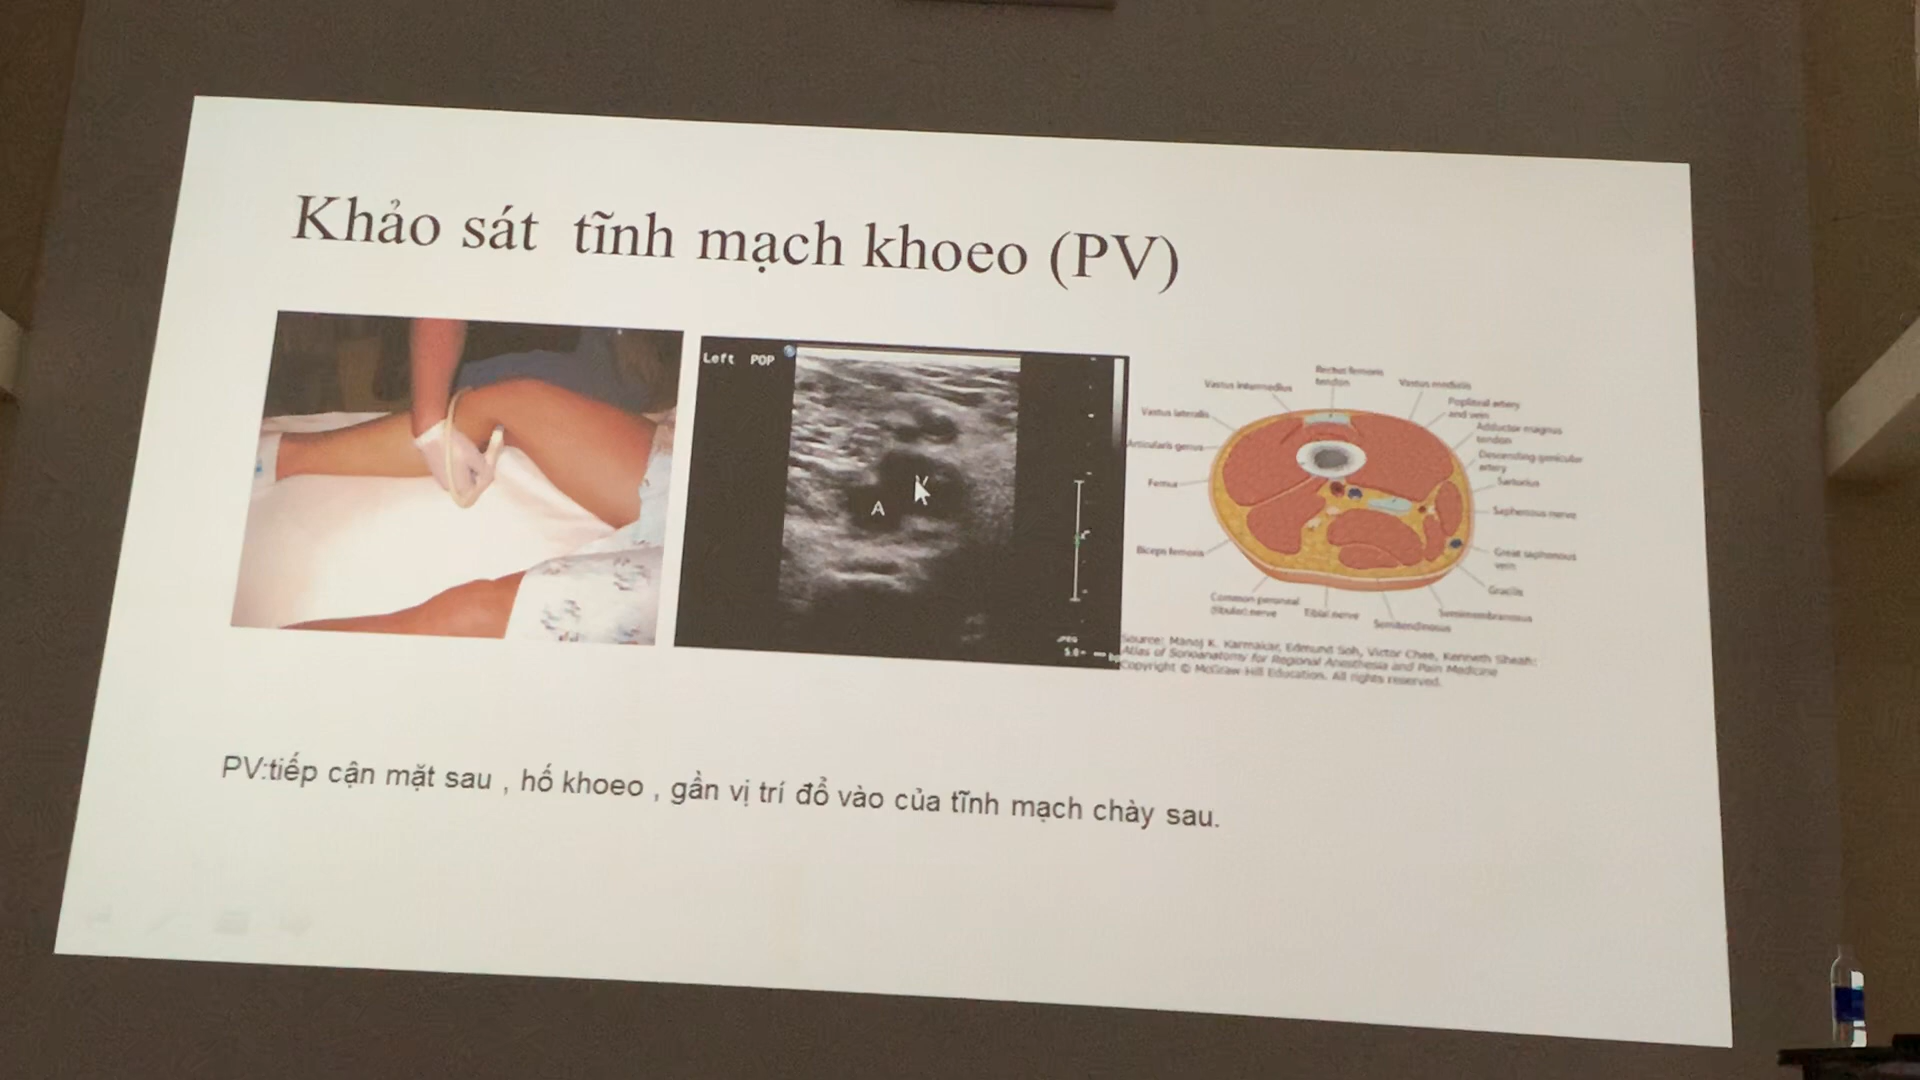 Khảo sát tĩnh mạch khoeo (PV)
Left POP
V
A
JPEG
5.0-
Rectus femoris
tendon
Vastus intermedius
Vastus medialis
Vastus lateralis
Popliteal artery
and vein
Articularis genus
Adductor magnus
tendon
Descending genicular
artery
Femur
Sartorius
Saphenous nerve
Biceps femoris
Great saphenous
vein
Gracilis
Common peroneal
(fibular) nerve
Tibial nerve
Semimembranosus
Semitendinosus
Source: Manoj K. Karmakar, Edmund Soh, Victor Chee, Kenneth Sheah:
Atlas of Sonoanatomy for Regional Anesthesia and Pain Medicine
Copyright © McGraw-Hill Education. All rights reserved.
PV:tiếp cận mặt sau , hố khoeo , gần vị trí đổ vào của tĩnh mạch chày sau.